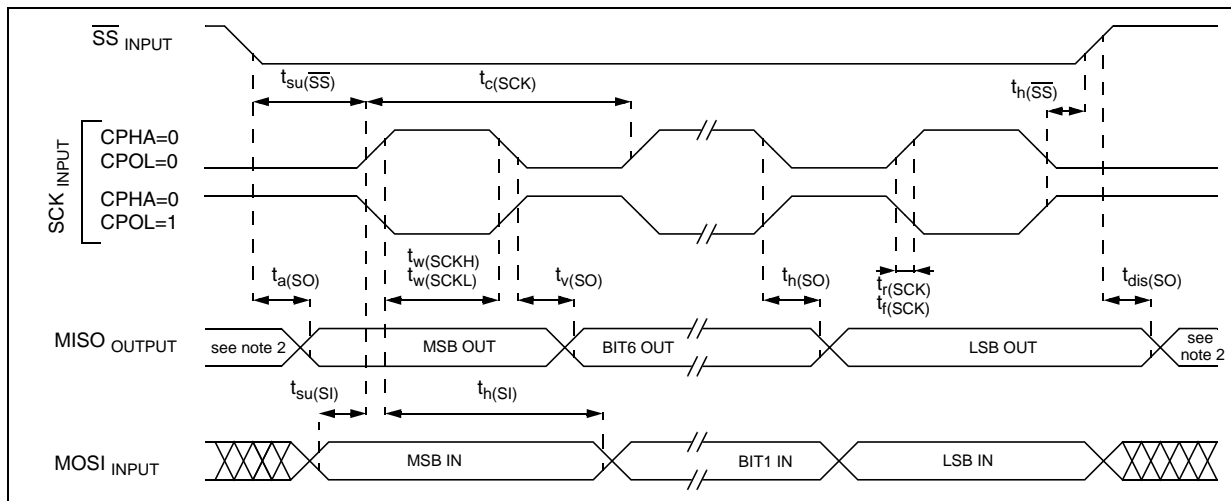 SS INPUT
tsu(SS)
tc(SCK)
th(SS)
SCK INPUT
CPHA=0
CPOL=0
CPHA=0
CPOL=1
ta(SO)
tw(SCKH)
tw(SCKL)
tv(SO)
th(SO)
tr(SCK)
tf(SCK)
tdis(SO)
MISO OUTPUT
see note 2
MSB OUT
BIT6 OUT
LSB OUT
see
note 2
tsu(SI)
th(SI)
MOSI INPUT
MSB IN
BIT1 IN
LSB IN